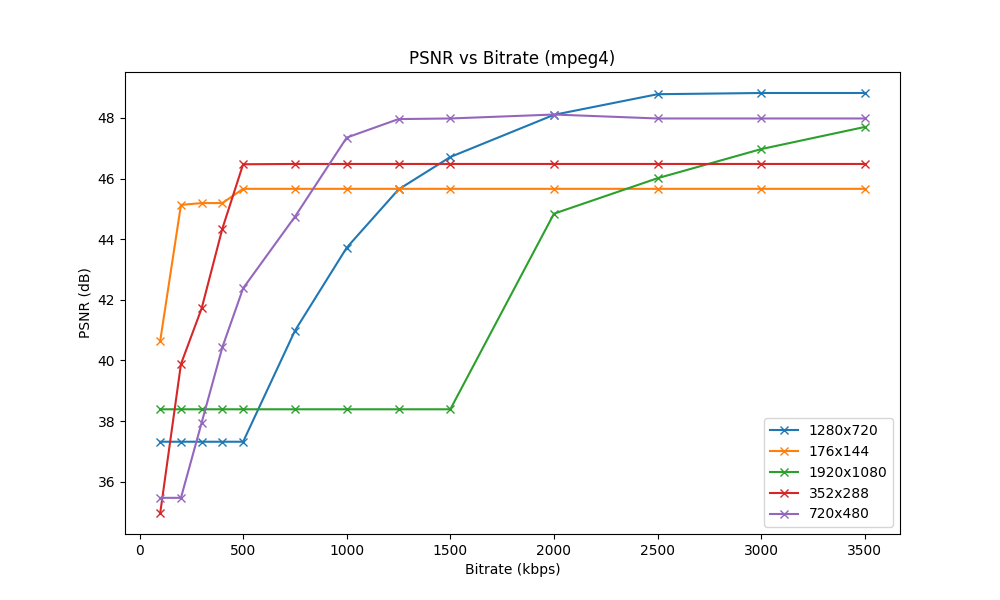 PSNR vs Bitrate (mpeg4)
PSNR (dB)
48
46
44
42
40
38
36
0 500 1000 1500 2000 2500 3000 3500
Bitrate (kbps)
1280x720
176x144
1920x1080
352x288
720x480